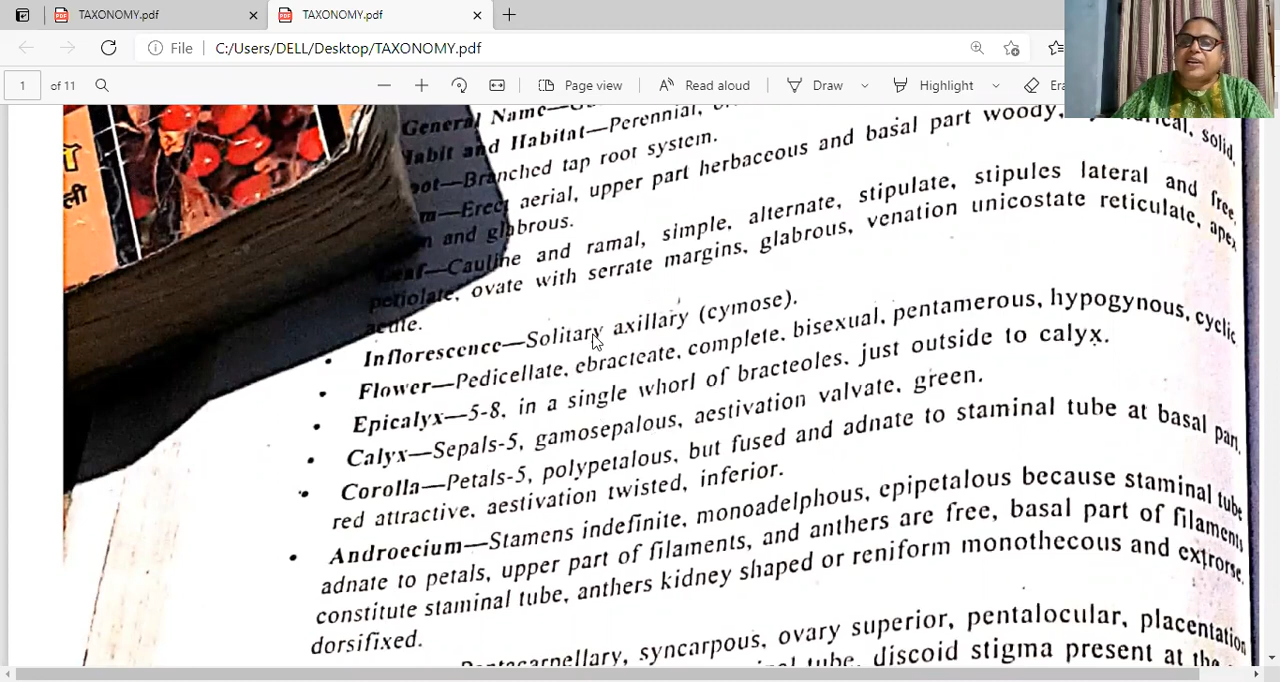 TAXONOMY.pdf
TAXONOMY.pdf
File C:/Users/DELL/Desktop/TAXONOMY.pdf
1 of 11 Page view Read aloud Draw Highlight Era
General Name—
Habit and Habitat—Perennial,
Branched tap root system.
Erect aerial, upper part herbaceous and basal part woody, solid,
and glabrous.
Cauline and ramal, simple, alternate, stipulate, stipules lateral and free,
petiolate, ovate with serrate margins, glabrous, venation unicostate reticulate, apex
acute.
• Inflorescence—Solitary axillary (cymose).
• Flower—Pedicellate, ebracteate, complete, bisexual, pentamerous, hypogynous, cyclic
• Epicalyx—5-8, in a single whorl of bracteoles, just outside to calyx.
• Calyx—Sepals-5, gamosepalous, aestivation valvate, green.
• Corolla—Petals-5, polypetalous, but fused and adnate to staminal tube at basal part,
red attractive, aestivation twisted, inferior.
• Androecium—Stamens indefinite, monoadelphous, epipetalous because staminal tube
adnate to petals, upper part of filaments, and anthers are free, basal part of filaments
constitute staminal tube, anthers kidney shaped or reniform monothecous and extrorse,
dorsifixed.
syncarpous, ovary superior, pentalocular, placentation
tube, discoid stigma present at the